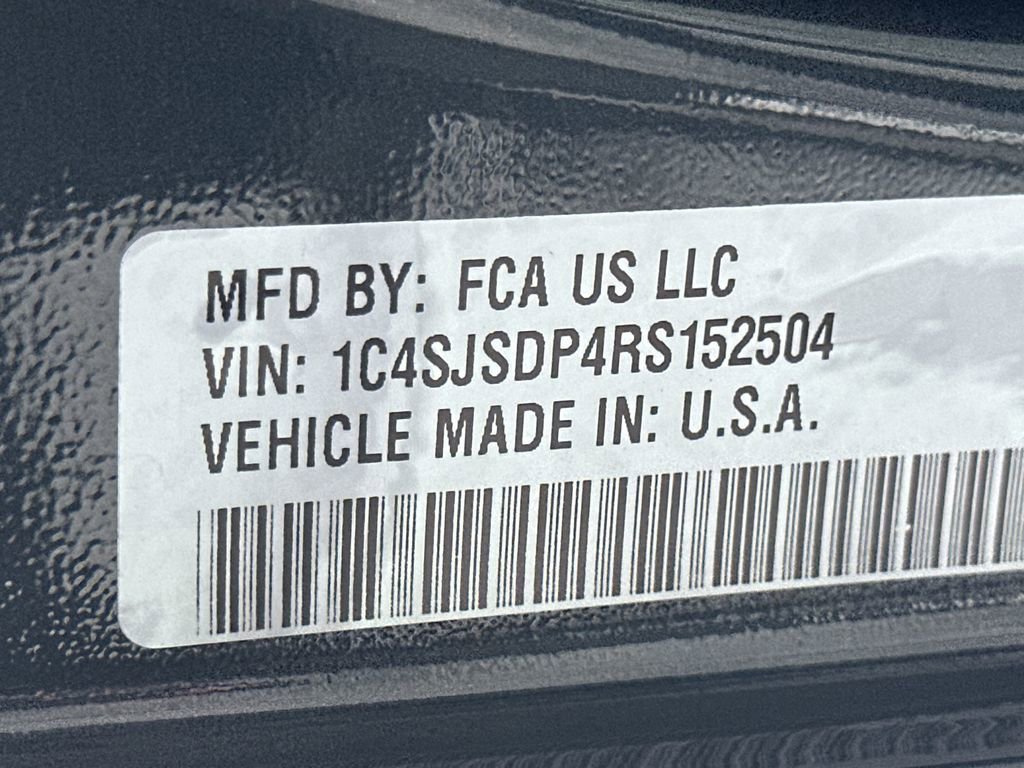 MFD BY: FCA US LLC
VIN: 1C4SJSDP4RS152504
VEHICLE MADE IN: U.S.A.